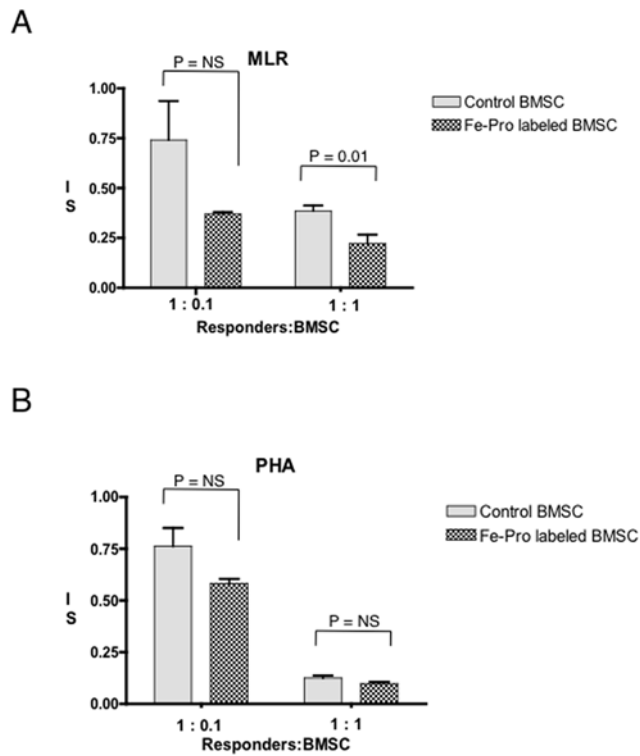 A
MLR
P = NS
1.00
Control BMSC
Fe-Pro labeled BMSC
0.75
P = 0.01
0.50
I
S
0.25
0.00
1 : 0.1
1 : 1
Responders:BMSC
B
PHA
P = NS
1.00
Control BMSC
Fe-Pro labeled BMSC
0.75
0.50
I
S
P = NS
0.25
0.00
1 : 0.1
1 : 1
Responders:BMSC